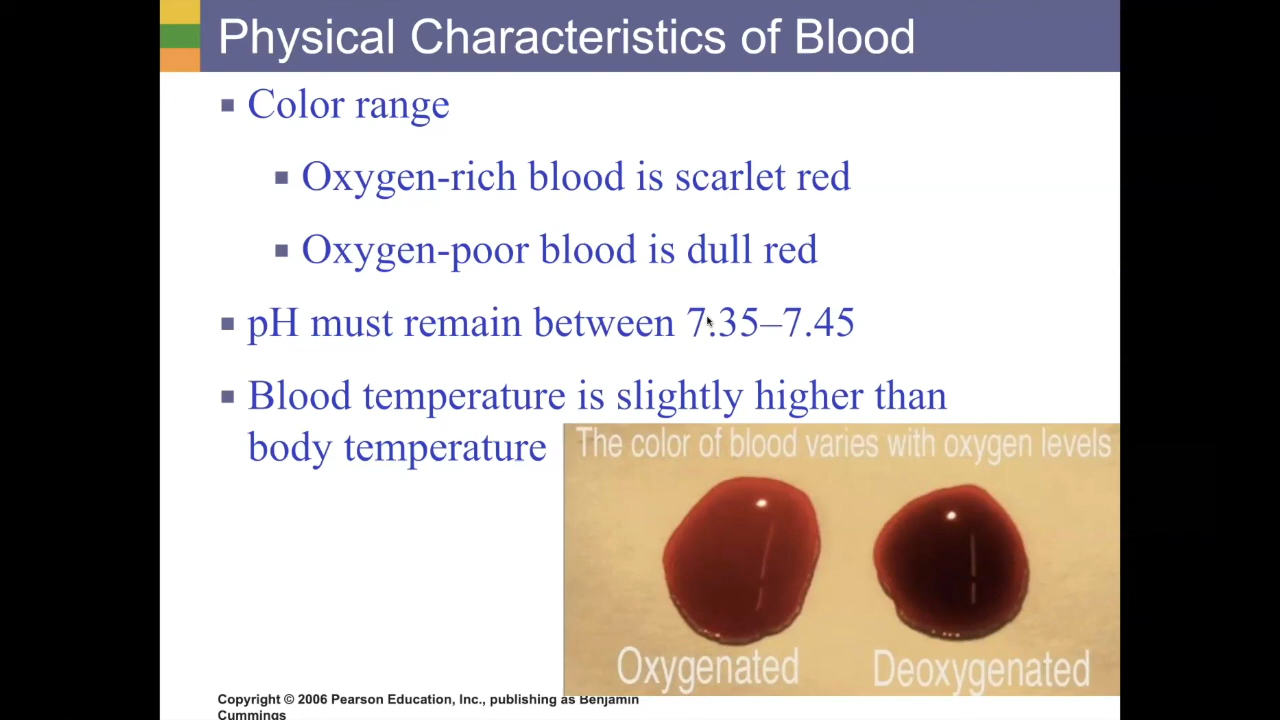 Physical Characteristics of Blood
Color range
Oxygen-rich blood is scarlet red
Oxygen-poor blood is dull red
pH must remain between 7.35–7.45
Blood temperature is slightly higher than
body temperature
The color of blood varies with oxygen levels
Oxygenated
Deoxygenated
Copyright © 2006 Pearson Education, Inc., publishing as Benjamin
Cummings